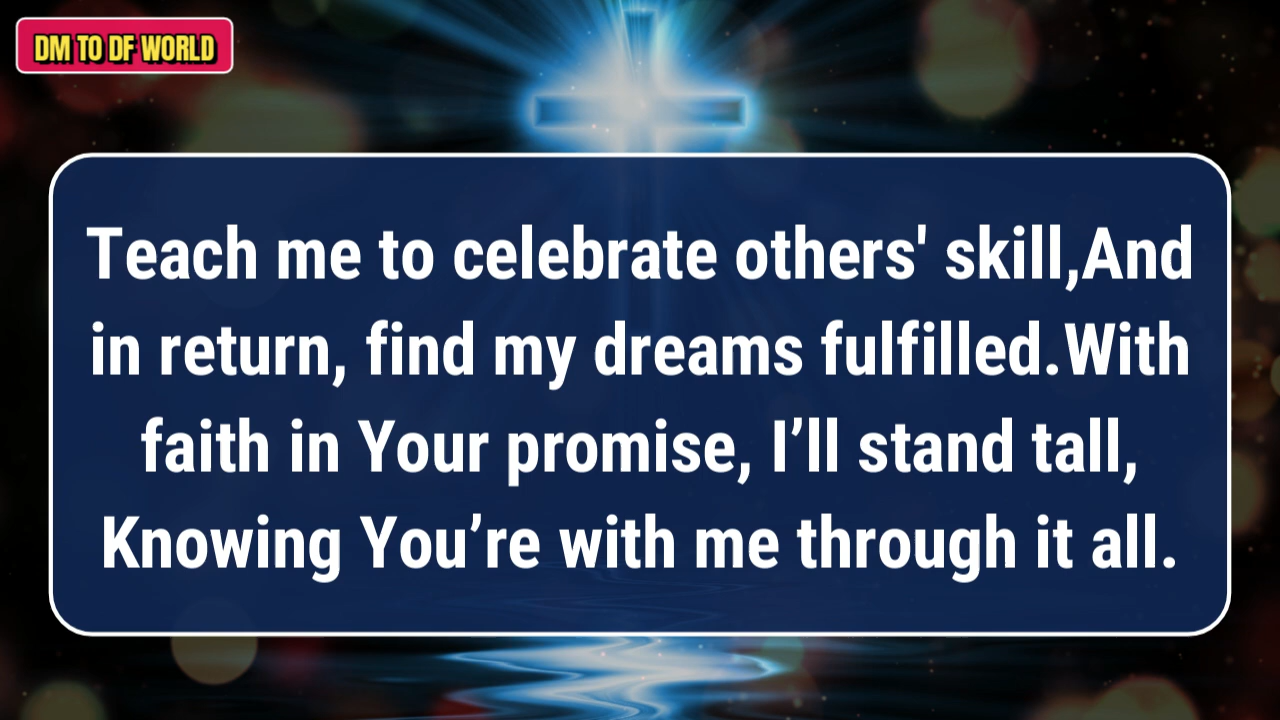 DM TO DF WORLD
Teach me to celebrate others' skill,And
in return, find my dreams fulfilled.With
faith in Your promise, I’ll stand tall,
Knowing You’re with me through it all.